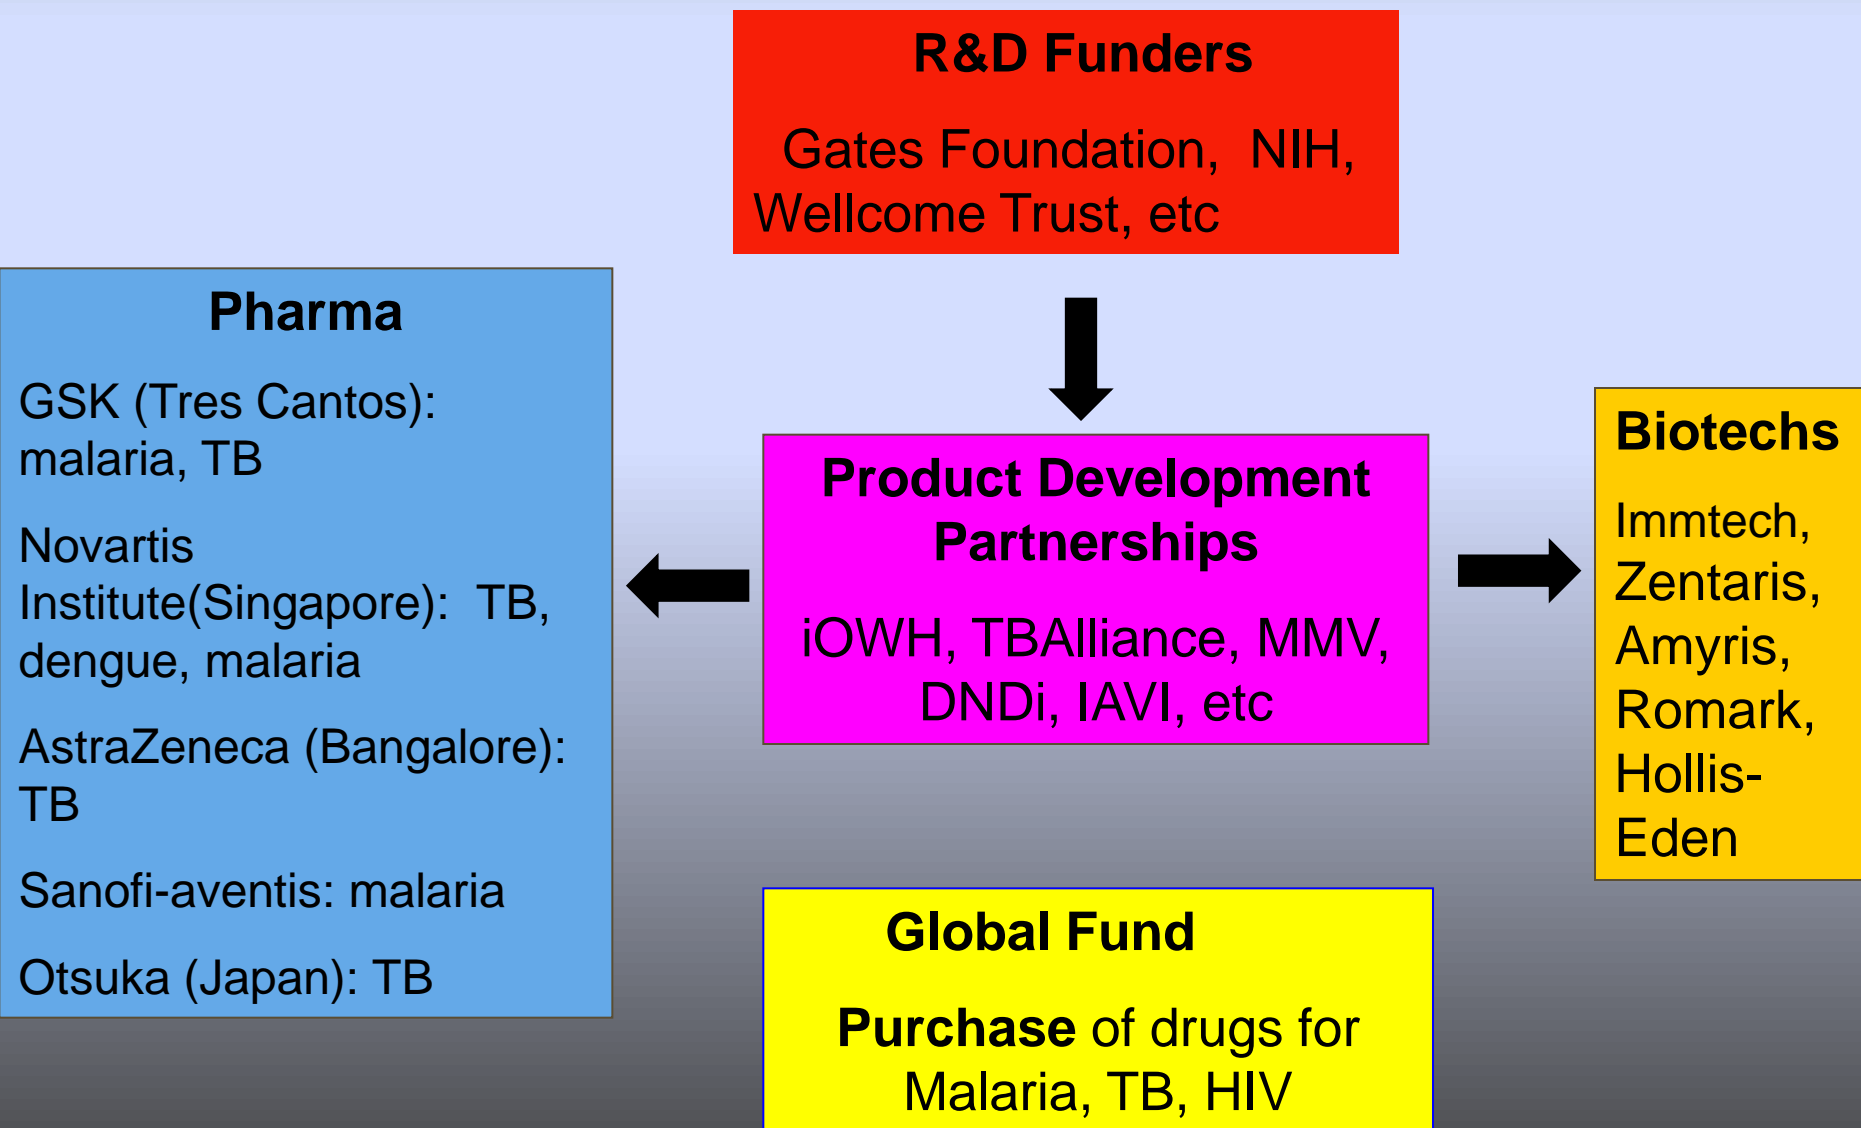 R&D Funders
Gates Foundation,  NIH,
Wellcome Trust, etc
Pharma
GSK (Tres Cantos):
malaria, TB
Novartis
Institute(Singapore):  TB,
dengue, malaria
AstraZeneca (Bangalore):
TB
Sanofi-aventis: malaria
Otsuka (Japan): TB
Product Development
Partnerships
iOWH, TBAlliance, MMV,
DNDi, IAVI, etc
Biotechs
Immtech,
Zentaris,
Amyris,
Romark,
Hollis-
Eden
Global Fund
Purchase of drugs for
Malaria, TB, HIV